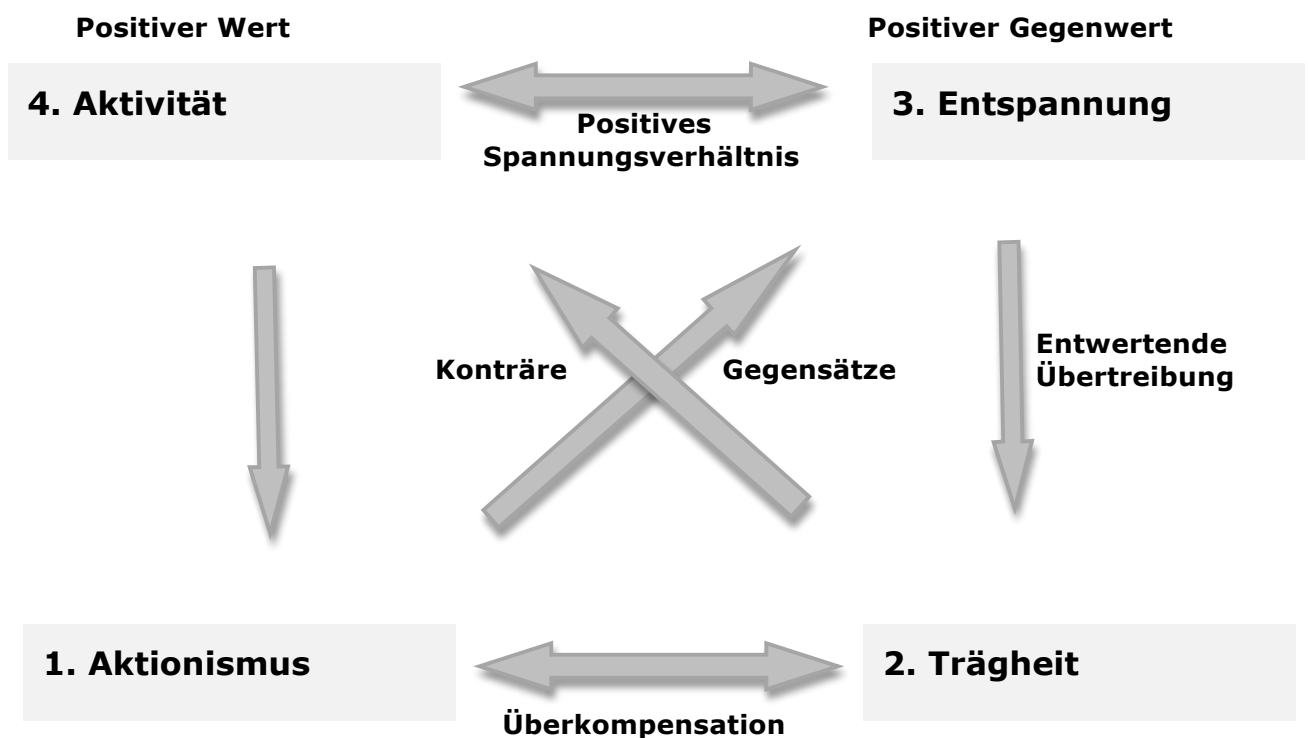 Positiver Wert
Positiver Gegenwert
4. Aktivität
3. Entspannung
Positives
Spannungsverhältnis
Konträre
Gegensätze
Entwertende
Übertreibung
1. Aktionismus
2. Trägheit
Überkompensation